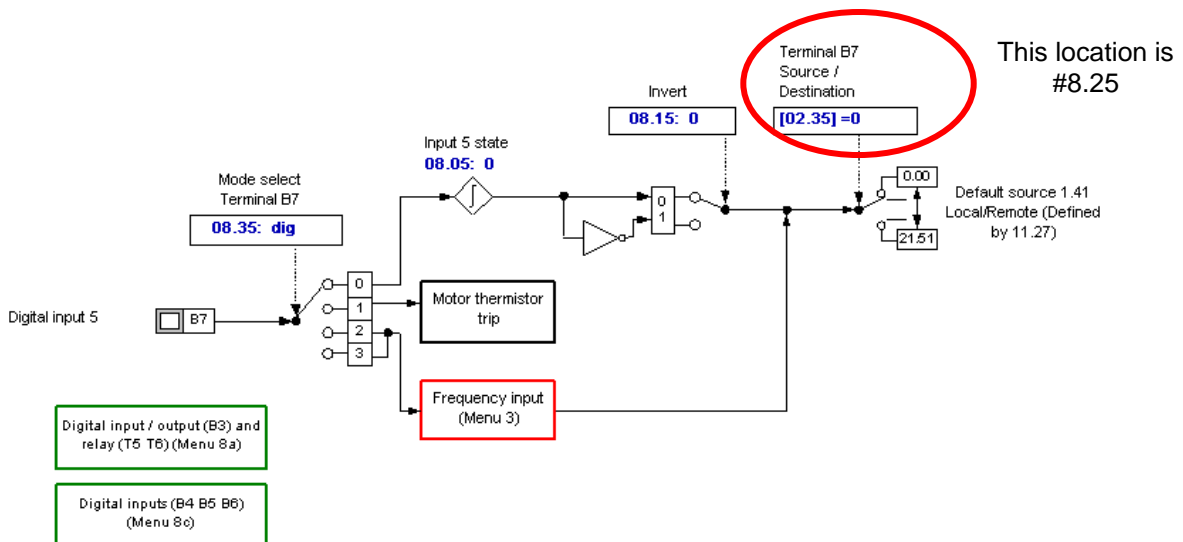 Terminal B7
Source /
Destination
[02.35] =0
This location is
#8.25
Invert
08.15: 0
Input 5 state
08.05: 0
Mode select
Terminal B7
08.35: dig
0
1
0.00
21.51
Default source 1.41
Local/Remote (Defined
by 11.27)
Digital input 5
B7
0
1
2
3
Motor thermistor
trip
Frequency input
(Menu 3)
Digital input / output (B3) and
relay (T5 T6) (Menu 8a)
Digital inputs (B4 B5 B6)
(Menu 8c)